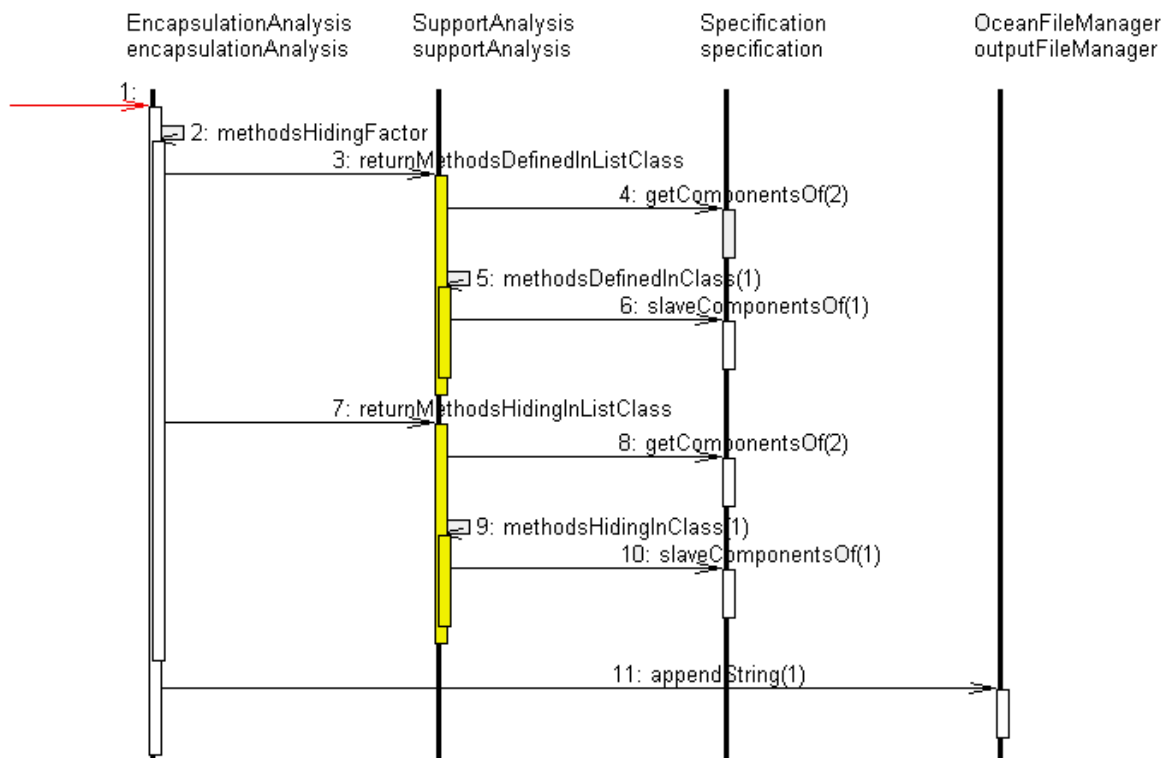 EncapsulationAnalysis SupportAnalysis Specification OceanFileManager
encapsulationAnalysis supportAnalysis specification outputFileManager
1:
2: methodsHidingFactor
3: returnMethodsDefinedInListClass
4: getComponentsOf(2)
5: methodsDefinedInClass(1)
6: slaveComponentsOf(1)
7: returnMethodsHidingInListClass
8: getComponentsOf(2)
9: methodsHidingInClass(1)
10: slaveComponentsOf(1)
11: appendString(1)